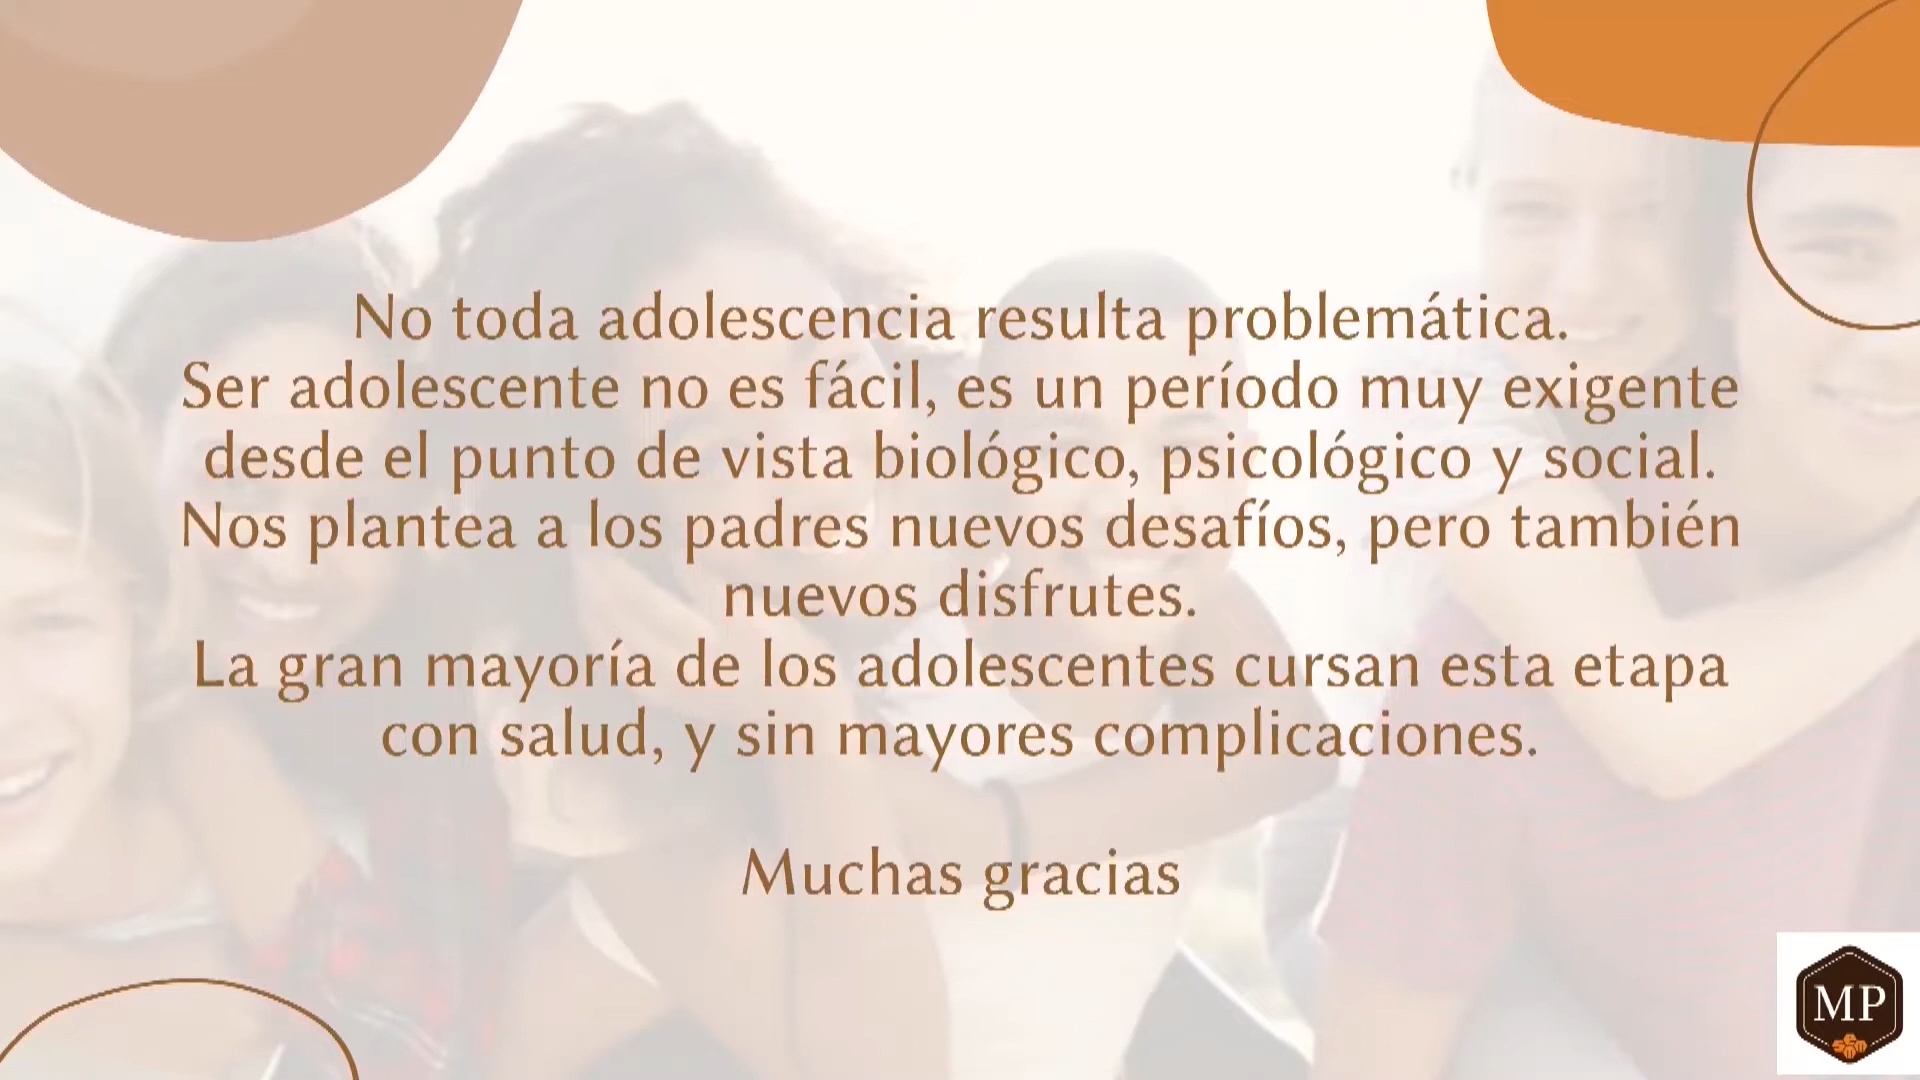 No toda adolescencia resulta problemática.
Ser adolescente no es fácil, es un período muy exigente
desde el punto de vista biológico, psicológico y social.
Nos plantea a los padres nuevos desafíos, pero también
nuevos disfrutes.
La gran mayoría de los adolescentes cursan esta etapa
con salud, y sin mayores complicaciones.
Muchas gracias
MP